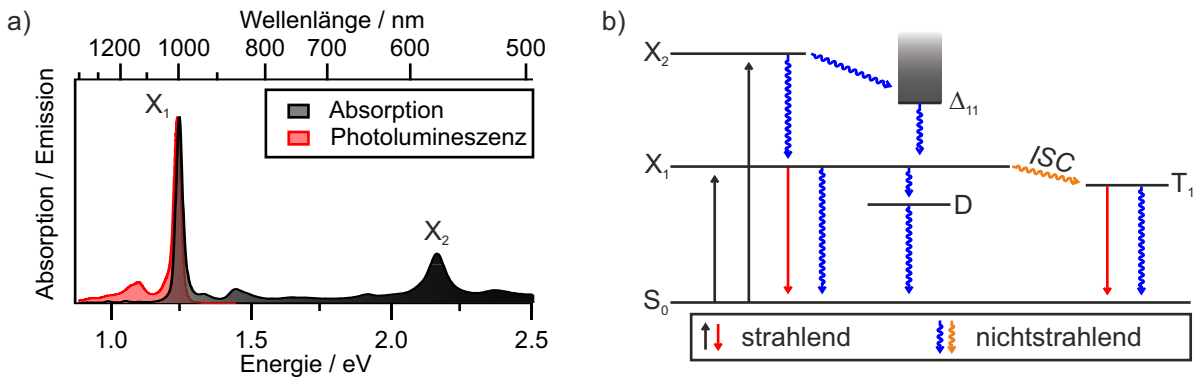 a)
Wellenlänge / nm
1200 1000 800 700 600 500
X1
Absorption
Photolumineszenz
X2
Absorption / Emission
1.0 1.5 2.0 2.5
Energie / eV
b)
X2
Δ11
X1
ISC
T1
D
S0
strahlend nichtstrahlend